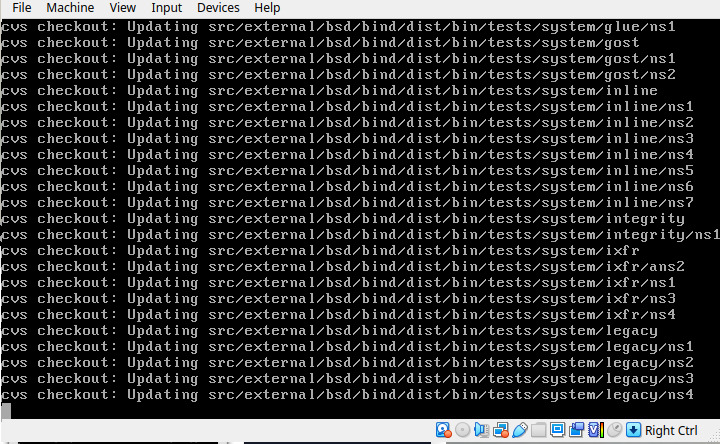 File Machine View Input Devices Help
cvs checkout: Updating src/external/bsd/bind/dist/bin/tests/system/glue/ns1
cvs checkout: Updating src/external/bsd/bind/dist/bin/tests/system/gost
cvs checkout: Updating src/external/bsd/bind/dist/bin/tests/system/gost/ns1
cvs checkout: Updating src/external/bsd/bind/dist/bin/tests/system/gost/ns2
cvs checkout: Updating src/external/bsd/bind/dist/bin/tests/system/inline
cvs checkout: Updating src/external/bsd/bind/dist/bin/tests/system/inline/ns1
cvs checkout: Updating src/external/bsd/bind/dist/bin/tests/system/inline/ns2
cvs checkout: Updating src/external/bsd/bind/dist/bin/tests/system/inline/ns3
cvs checkout: Updating src/external/bsd/bind/dist/bin/tests/system/inline/ns4
cvs checkout: Updating src/external/bsd/bind/dist/bin/tests/system/inline/ns5
cvs checkout: Updating src/external/bsd/bind/dist/bin/tests/system/inline/ns6
cvs checkout: Updating src/external/bsd/bind/dist/bin/tests/system/inline/ns7
cvs checkout: Updating src/external/bsd/bind/dist/bin/tests/system/integrity
cvs checkout: Updating src/external/bsd/bind/dist/bin/tests/system/integrity/ns1
cvs checkout: Updating src/external/bsd/bind/dist/bin/tests/system/ixfr
cvs checkout: Updating src/external/bsd/bind/dist/bin/tests/system/ixfr/ans2
cvs checkout: Updating src/external/bsd/bind/dist/bin/tests/system/ixfr/ns1
cvs checkout: Updating src/external/bsd/bind/dist/bin/tests/system/ixfr/ns3
cvs checkout: Updating src/external/bsd/bind/dist/bin/tests/system/ixfr/ns4
cvs checkout: Updating src/external/bsd/bind/dist/bin/tests/system/legacy
cvs checkout: Updating src/external/bsd/bind/dist/bin/tests/system/legacy/ns1
cvs checkout: Updating src/external/bsd/bind/dist/bin/tests/system/legacy/ns2
cvs checkout: Updating src/external/bsd/bind/dist/bin/tests/system/legacy/ns3
cvs checkout: Updating src/external/bsd/bind/dist/bin/tests/system/legacy/ns4
Right Ctrl